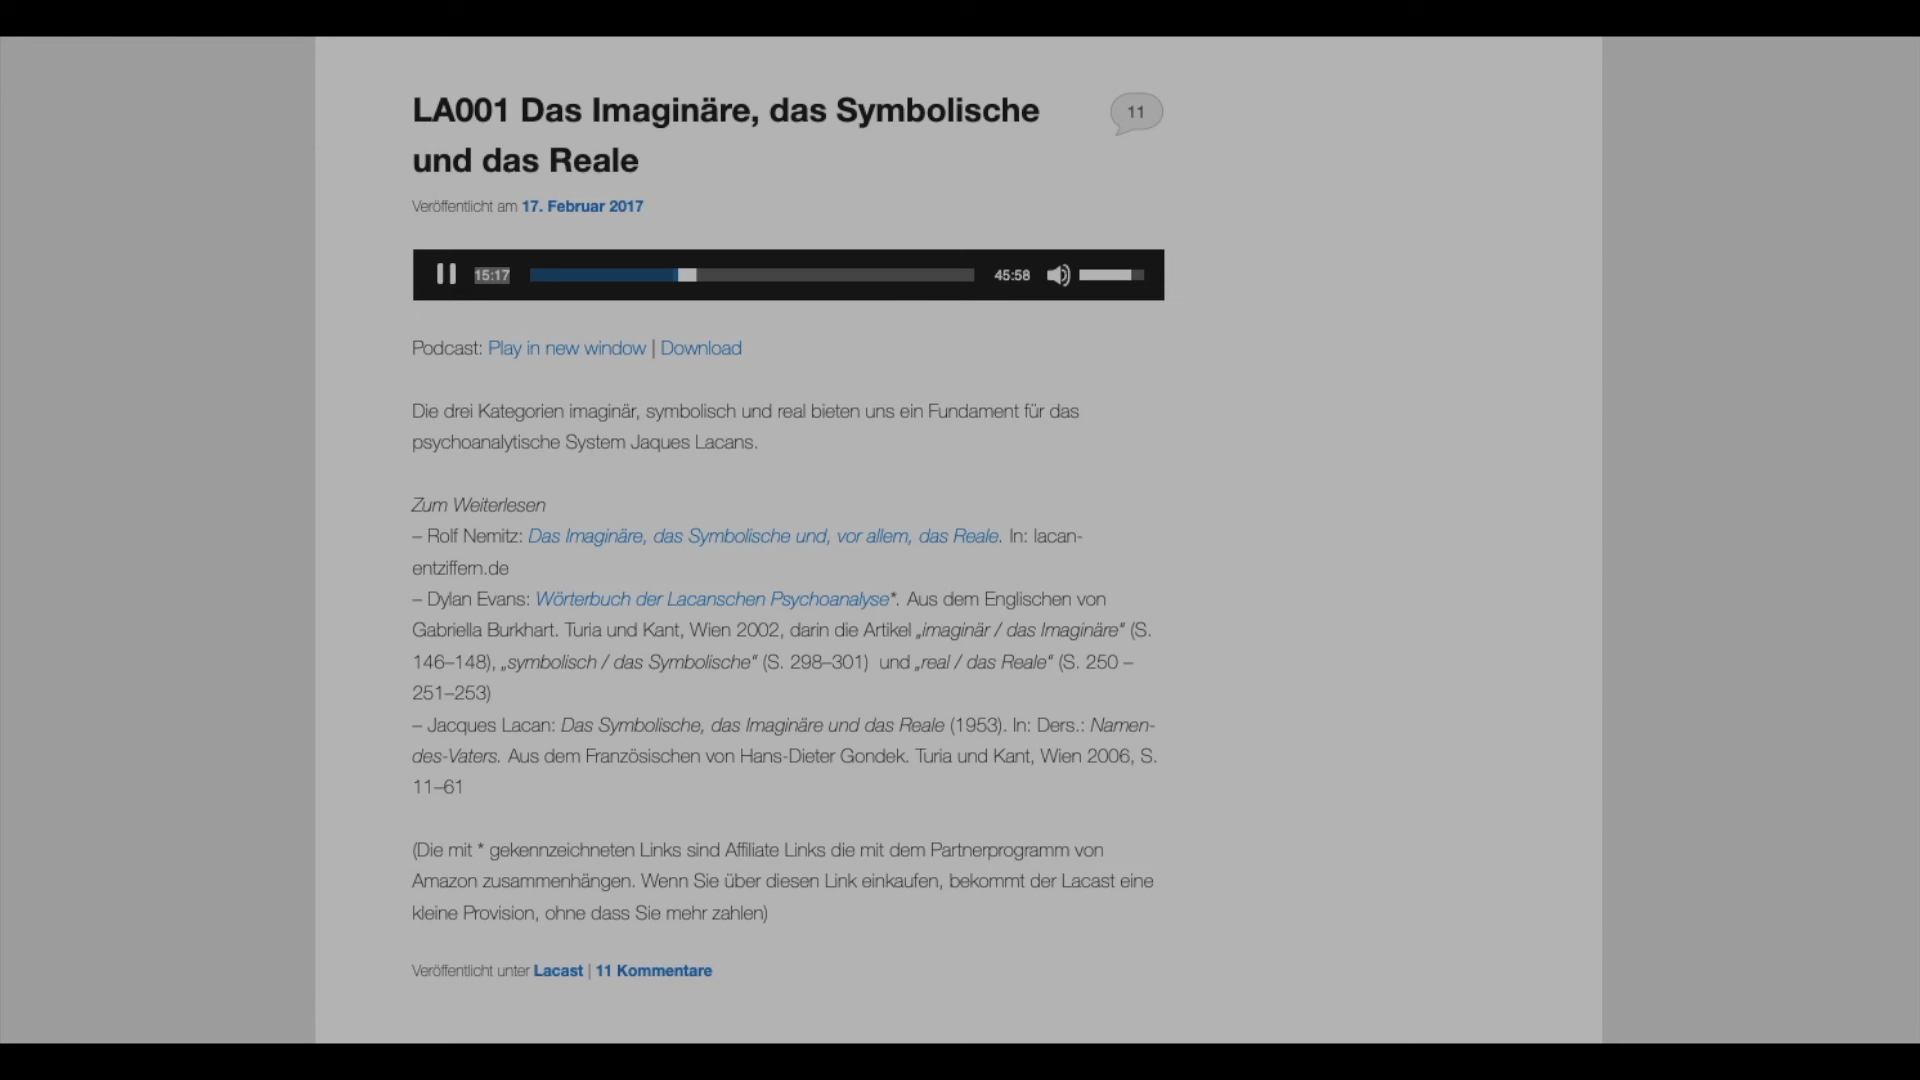 LA001 Das Imaginäre, das Symbolische
und das Reale
11
Veröffentlicht am 17. Februar 2017
15:17
45:58
Podcast: Play in new window | Download
Die drei Kategorien imaginär, symbolisch und real bieten uns ein Fundament für das
psychoanalytische System Jaques Lacans.
Zum Weiterlesen
– Rolf Nemitz: Das Imaginäre, das Symbolische und, vor allem, das Reale. In: lacan-
entziffern.de
– Dylan Evans: Wörterbuch der Lacanschen Psychoanalyse*. Aus dem Englischen von
Gabriella Burkhart. Turia und Kant, Wien 2002, darin die Artikel „imaginär / das Imaginäre“ (S.
146–148), „symbolisch / das Symbolische“ (S. 298–301) und „real / das Reale“ (S. 250 –
251–253)
– Jacques Lacan: Das Symbolische, das Imaginäre und das Reale (1953). In: Ders.: Namen-
des-Vaters. Aus dem Französischen von Hans-Dieter Gondek. Turia und Kant, Wien 2006, S.
11–61
(Die mit * gekennzeichneten Links sind Affiliate Links die mit dem Partnerprogramm von
Amazon zusammenhängen. Wenn Sie über diesen Link einkaufen, bekommt der Lacast eine
kleine Provision, ohne dass Sie mehr zahlen)
Veröffentlicht unter Lacast | 11 Kommentare